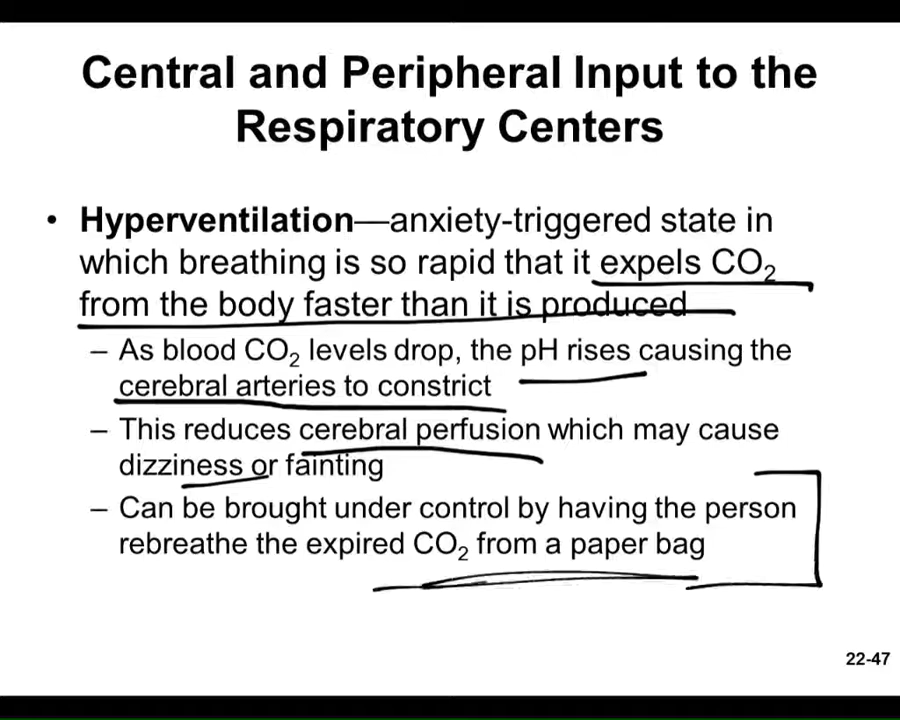 Central and Peripheral Input to the
Respiratory Centers
• Hyperventilation—anxiety-triggered state in
which breathing is so rapid that it expels CO₂
from the body faster than it is produced
– As blood CO₂ levels drop, the pH rises causing the
cerebral arteries to constrict
– This reduces cerebral perfusion which may cause
dizziness or fainting
– Can be brought under control by having the person
rebreathe the expired CO₂ from a paper bag
22-47